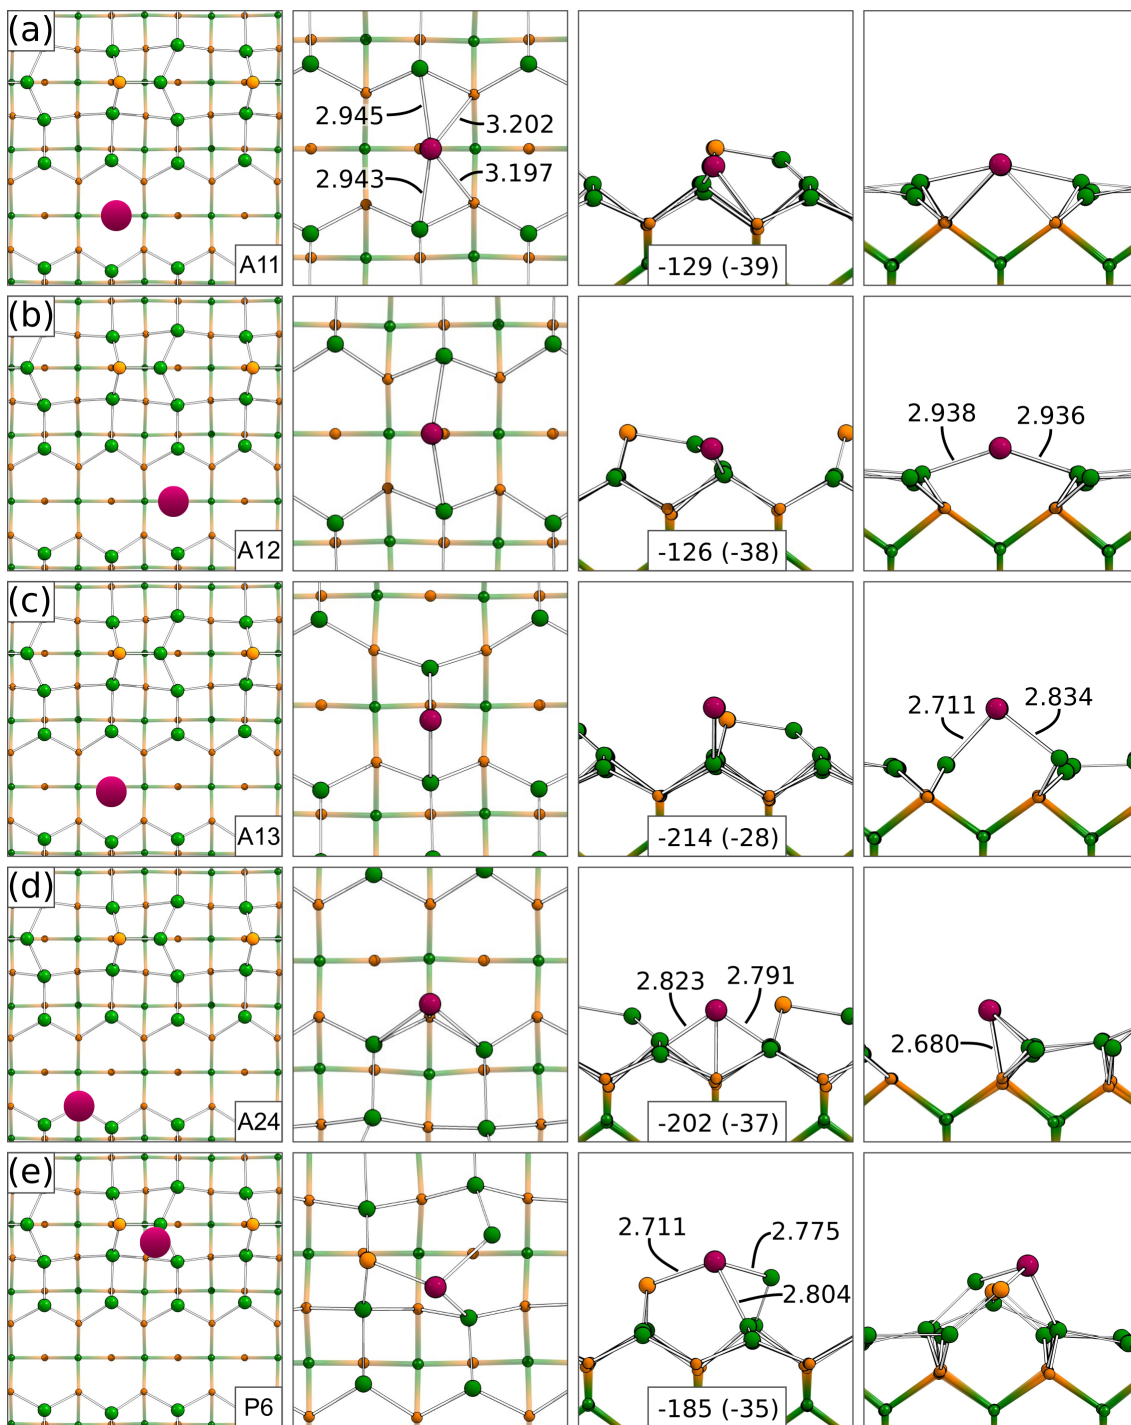 (a)
2.945
3.202
2.943
3.197
A11
-129 (-39)
(b)
2.938
2.936
A12
-126 (-38)
(c)
2.711
2.834
A13
-214 (-28)
(d)
2.823
2.791
2.680
A24
-202 (-37)
(e)
2.711
2.775
2.804
P6
-185 (-35)